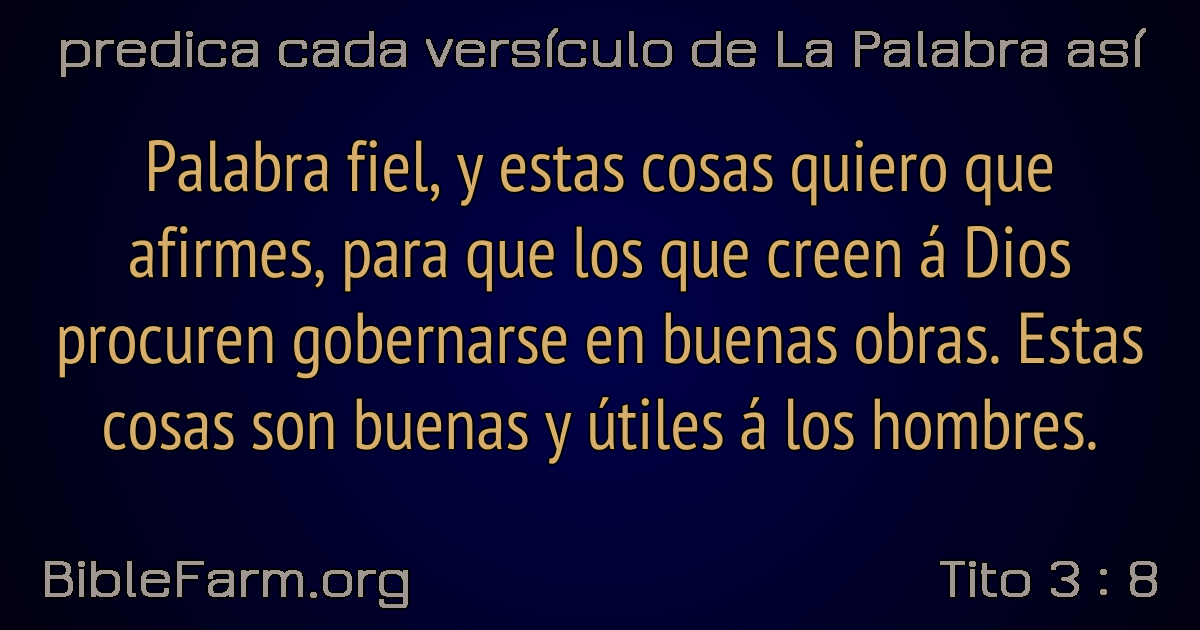 predica cada versículo de La Palabra así
Palabra fiel, y estas cosas quiero que
afirmes, para que los que creen á Dios
procuren gobernarse en buenas obras. Estas
cosas son buenas y útiles á los hombres.
BibleFarm.org
Tito 3 : 8